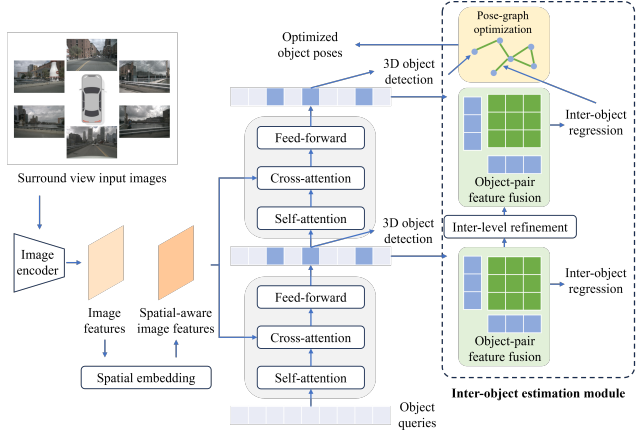 Pose-graph
optimization
Optimized
object poses
3D object
detection
Inter-object
regression
Feed-forward
Cross-attention
Self-attention
Object-pair
feature fusion
Surround view input images
3D object
detection
Inter-level refinement
Image
encoder
Inter-object
regression
Feed-forward
Image
features
Spatial-aware
image features
Cross-attention
Object-pair
feature fusion
Spatial embedding
Self-attention
Inter-object estimation module
Object
queries